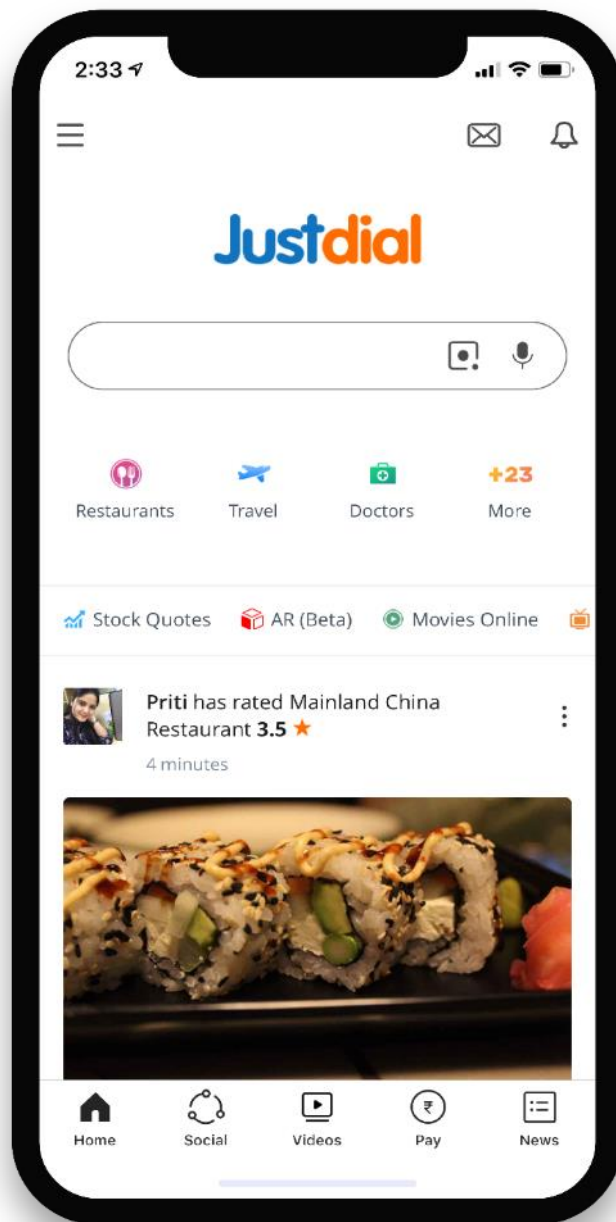 2:33
Justdial
Restaurants
Travel
Doctors
+23
More
Stock Quotes
AR (Beta)
Movies Online
Priti has rated Mainland China
Restaurant 3.5 ★
4 minutes
Home
Social
Videos
₹
Pay
News